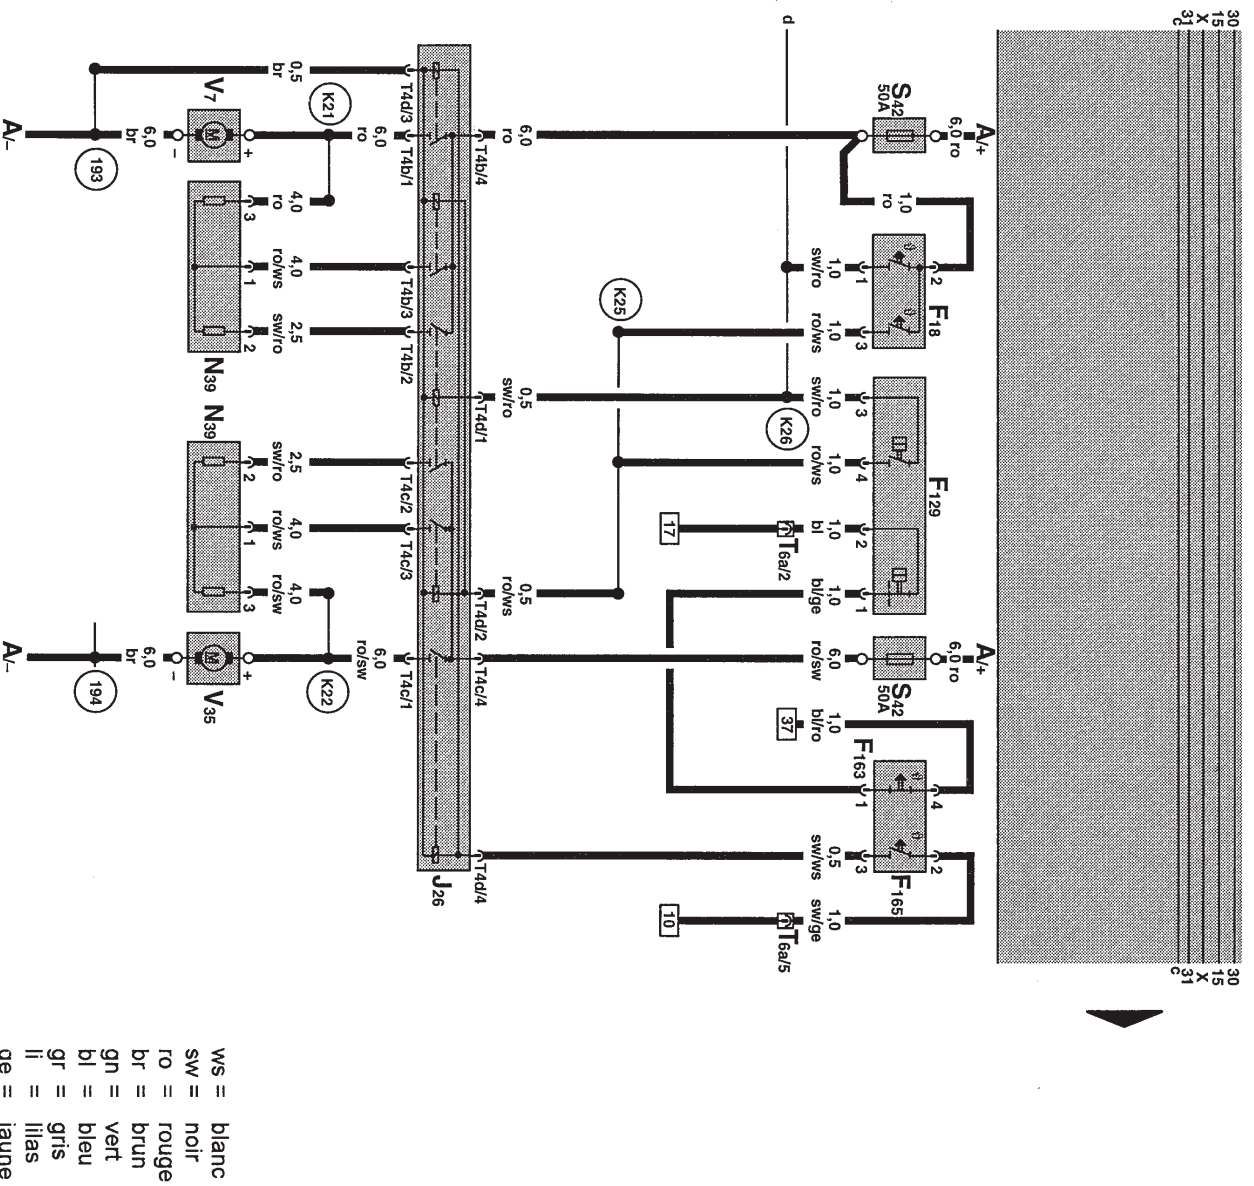 30
15
X
31
c
30
15
X
31
c
A/+
6,0 ro
S42
50A
1,0
ro
d
2
F18
1
3
1,0
sw/ro
1,0
ro/ws
K25
K26
F129
3
4
2
1
1,0
sw/ro
1,0
ro/ws
1,0
bl
1,0
bl/ge
17
T6a/2
A/+
6,0 ro
S42
50A
6,0
ro/sw
37
1,0
bl/ro
F163
4
1
2
3
F165
0,5
sw/ws
1,0
sw/ge
10
T6a/5
6,0
ro
0,5
sw/ro
0,5
ro/ws
T4b/4
T4d/1
T4d/2
T4c/4
T4d/4
J26
T4d/3
T4b/1
T4b/3
T4b/2
T4c/2
T4c/3
T4c/1
0,5
br
6,0
ro
K21
4,0
ro
4,0
ro/ws
2,5
sw/ro
2,5
sw/ro
4,0
ro/ws
4,0
ro/sw
6,0
ro/sw
K22
V7
M
+
–
3
1
2
N39
N39
2
1
3
M
+
–
V35
6,0
br
193
A/–
6,0
br
194
A/–
ws = blanc
sw = noir
ro = rouge
br = brun
gn = vert
bl = bleu
gr = gris
li = lilas
ge = jaune